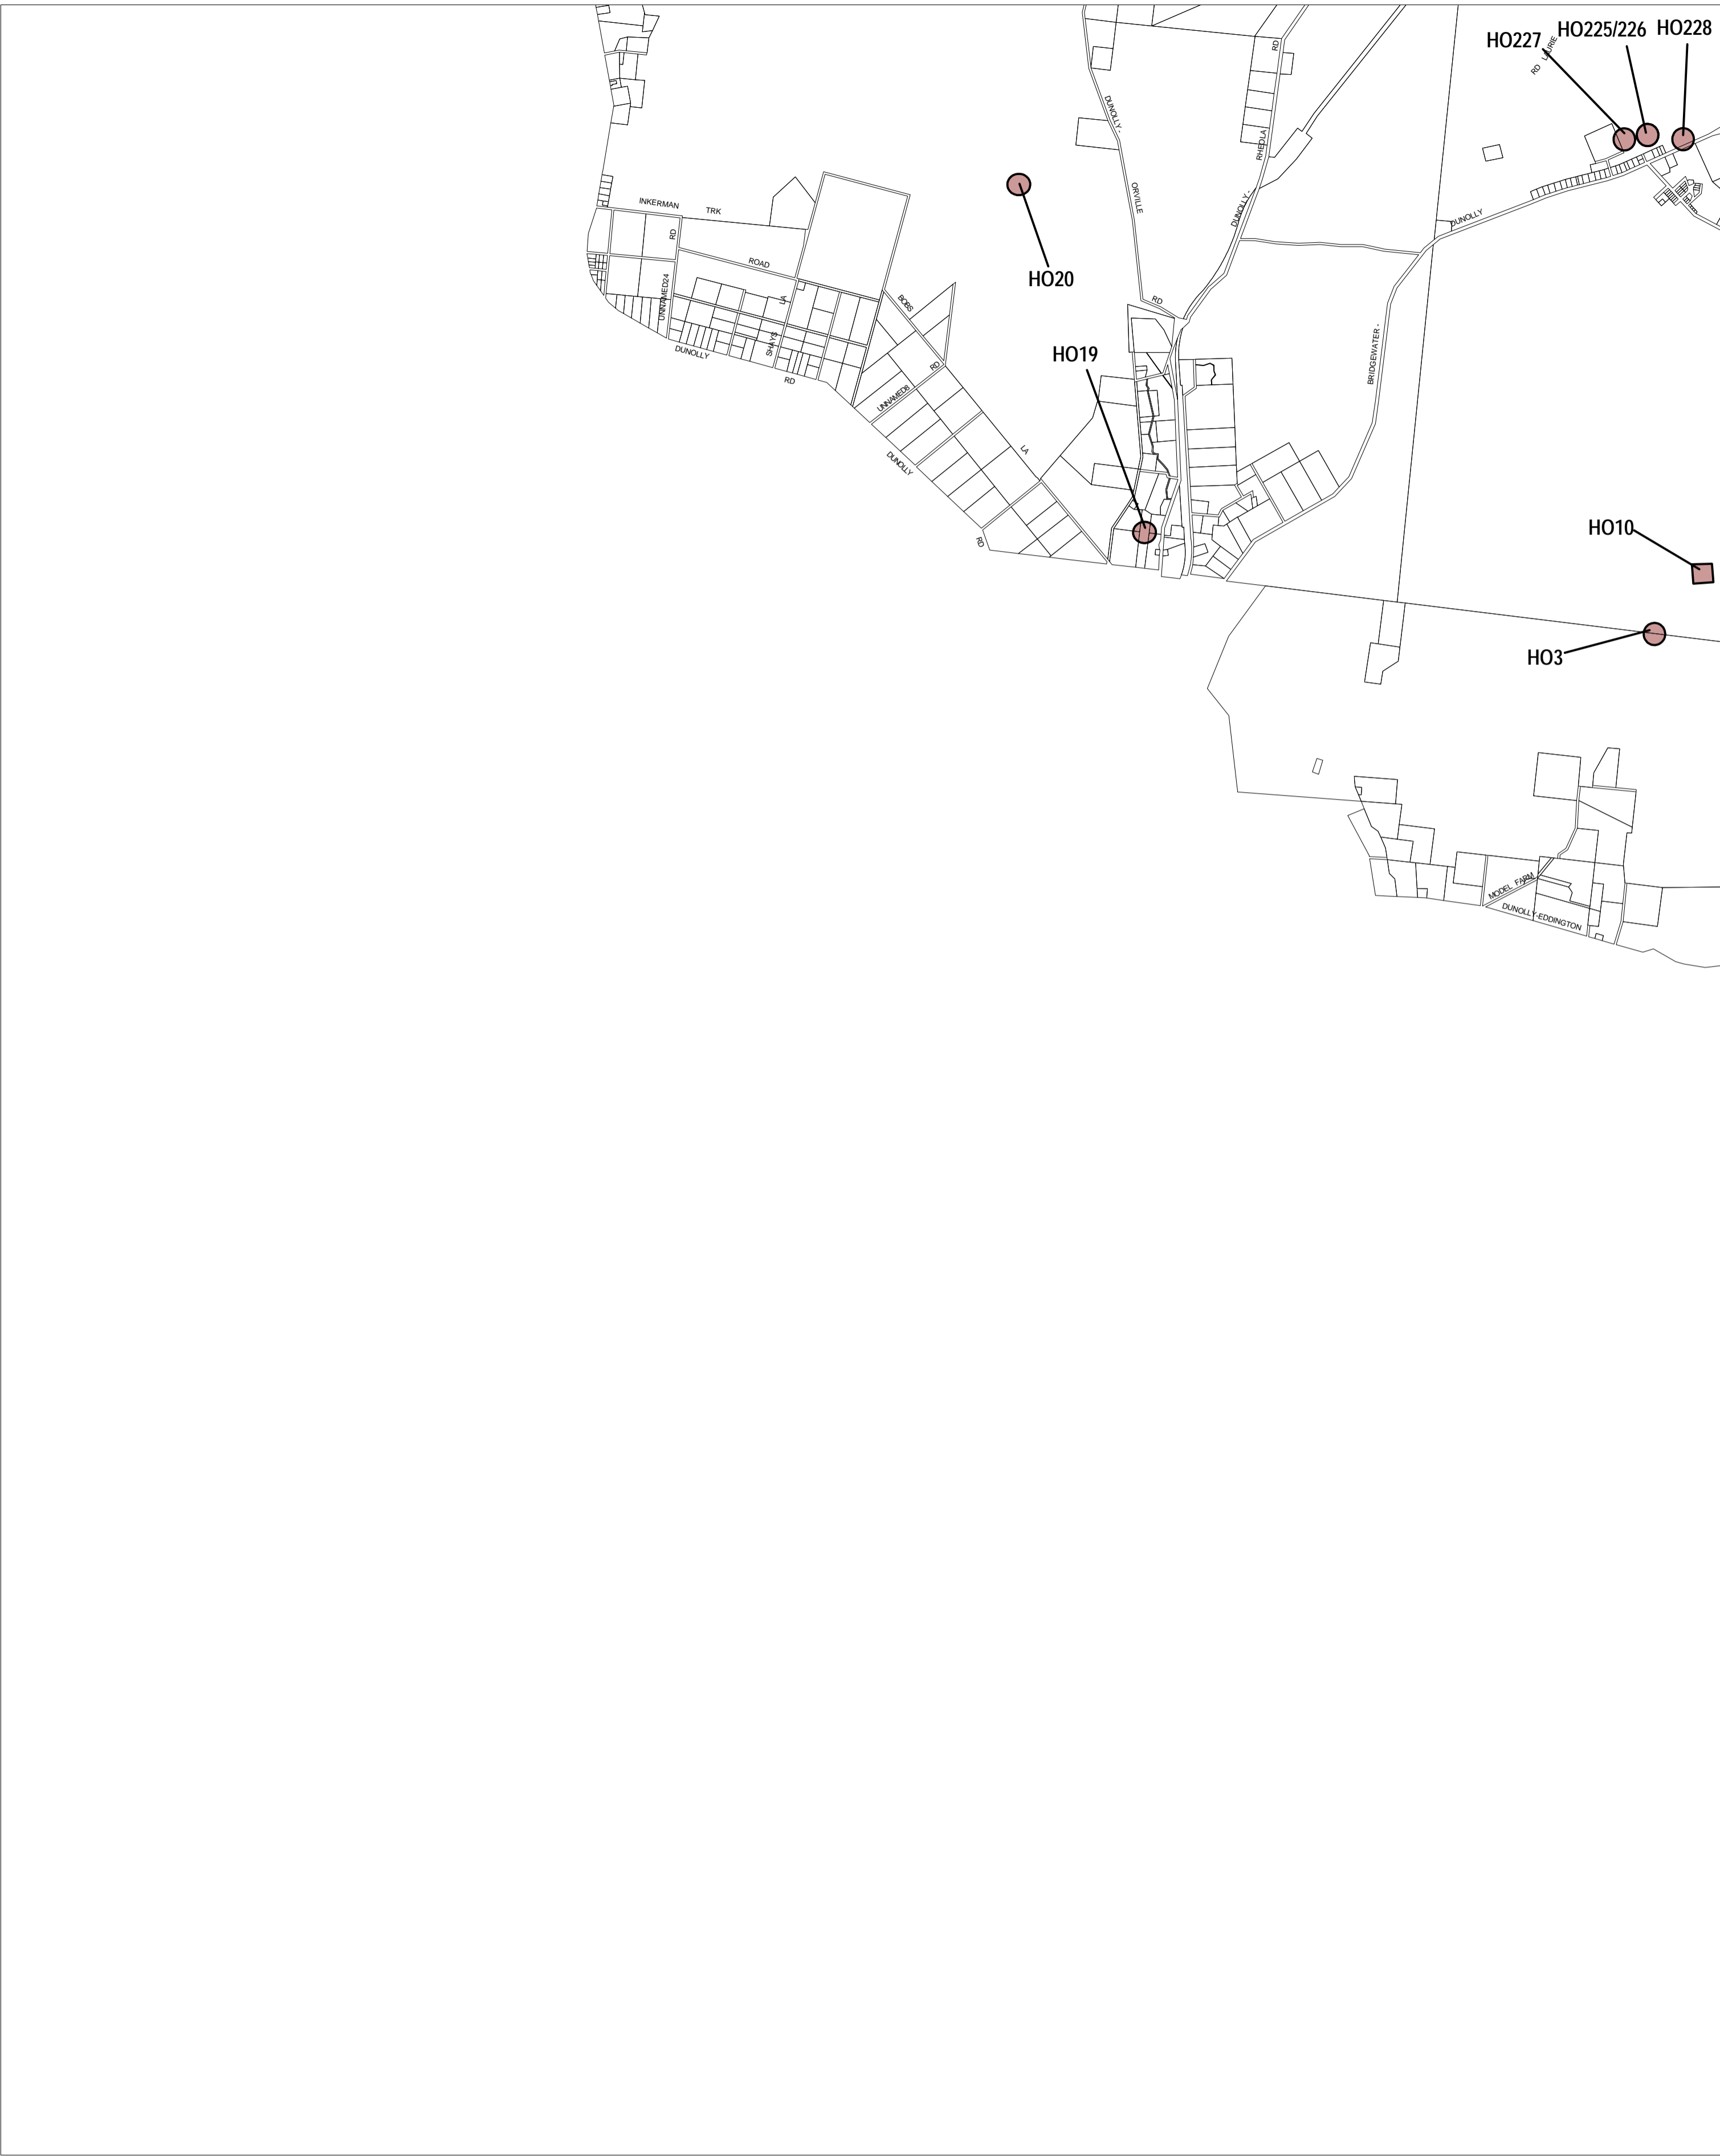 HO227
HO225/226
HO228
RD
LAURIE
RD
DUNOLLY -
RHEOLA
ORVILLE
DUNOLLY -
INKERMAN
TRK
RD
DUNOLLY
ROAD
HO20
UNNAMED24
LA
BOBS
RD
SHAYS
DUNOLLY
RD
HO19
BRIDGEWATER -
RD
UNNAMED8
LA
DUNOLLY
RD
HO10
HO3
MODEL FARM
DUNOLLY-EDDINGTON